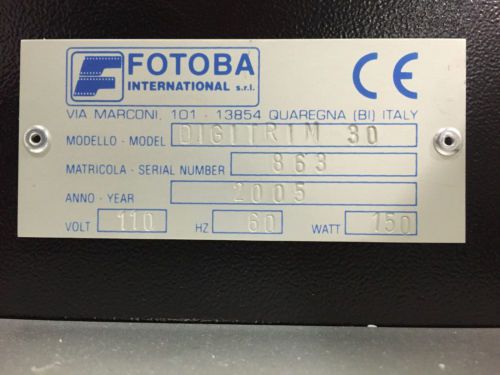 F FOTOBA
INTERNATIONAL s.r.l.
CE
VIA MARCONI, 101 - 13854 QUAREGNA (BI) ITALY
MODELLO - MODEL DIGITRIM 30
MATRICOLA - SERIAL NUMBER 863
ANNO - YEAR 2005
VOLT 110 HZ 60 WATT 150